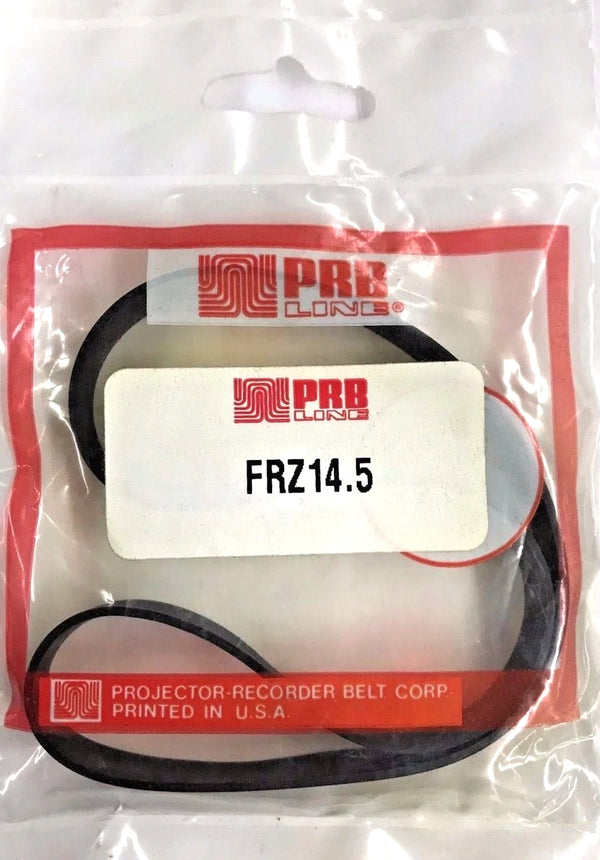 PRB
LINE®
PRB
LINE
FRZ14.5
PROJECTOR-RECORDER BELT CORP.
PRINTED IN U.S.A.